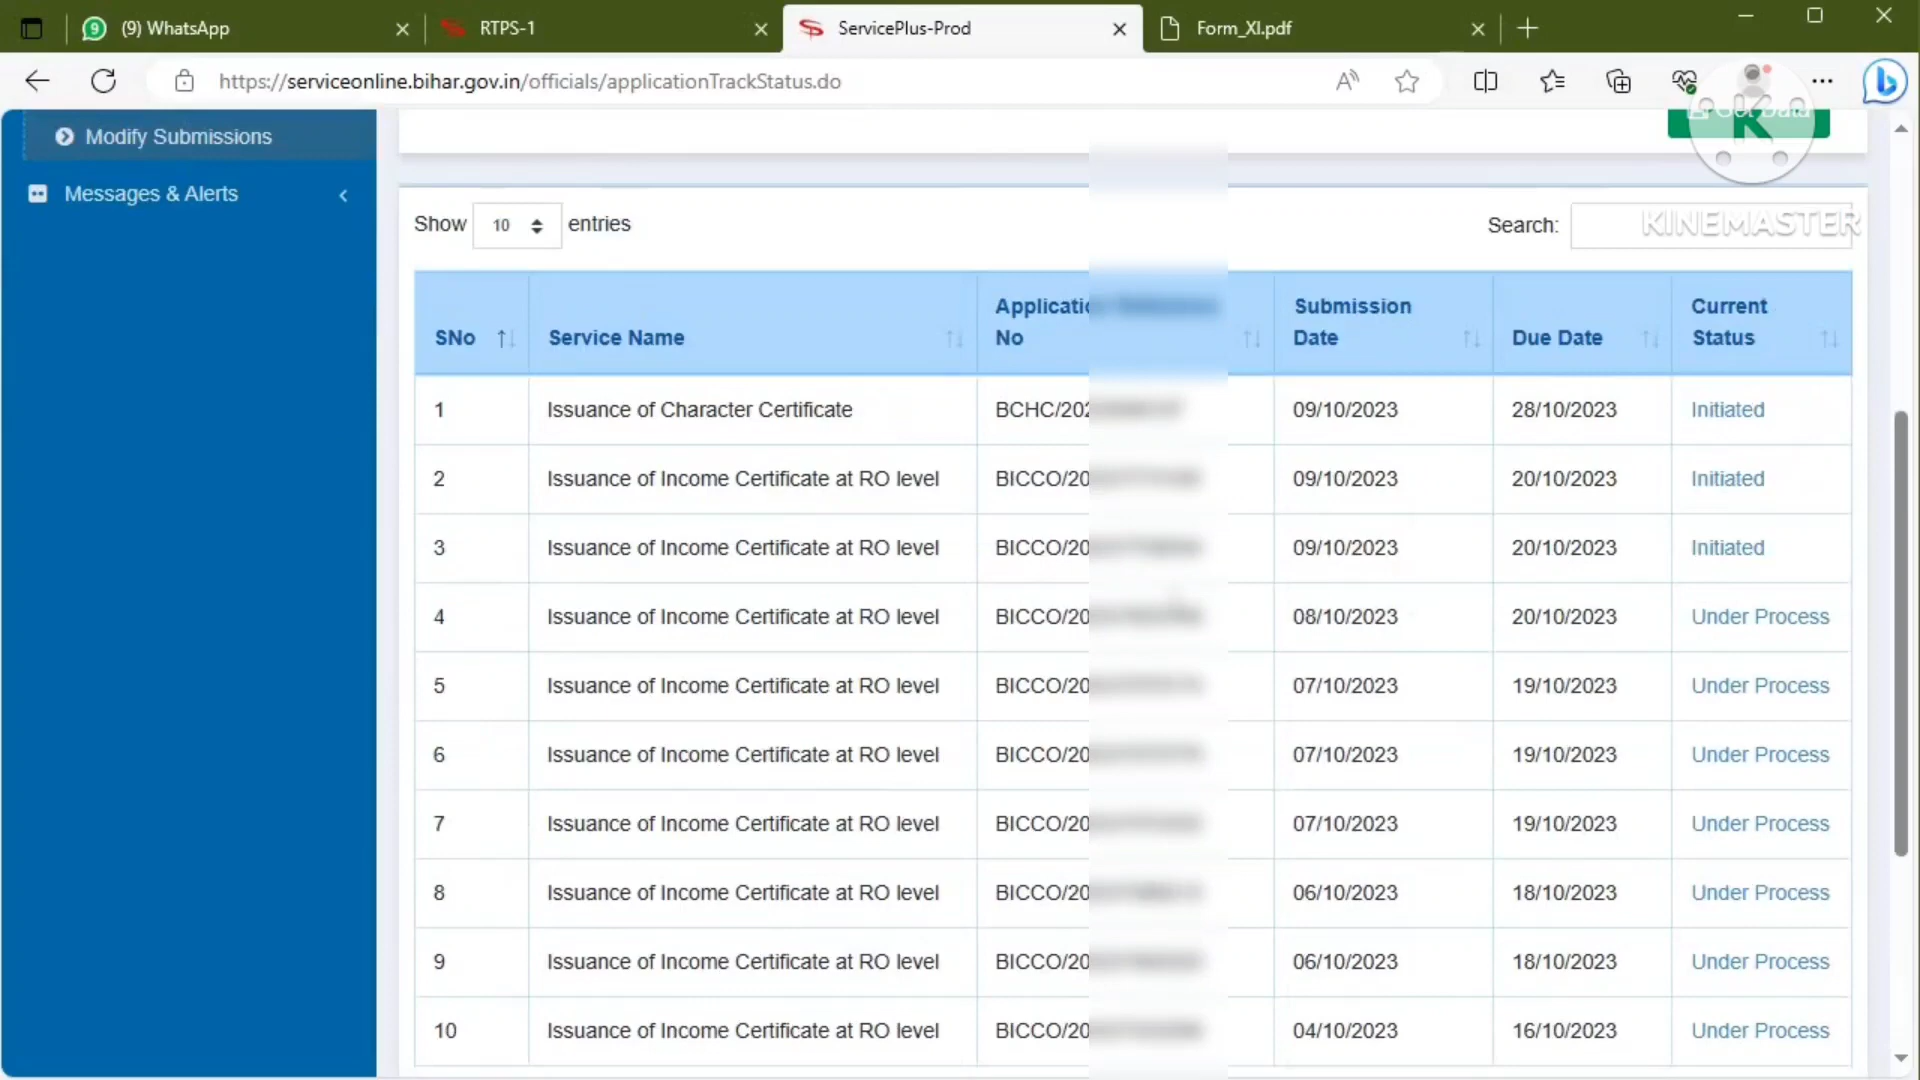 (9) WhatsApp
RTPS-1
ServicePlus-Prod
Form_XI.pdf
https://serviceonline.bihar.gov.in/officials/applicationTrackStatus.do
Modify Submissions
Messages & Alerts
Show 10 entries
Search:
KINEMASTER
SNo Service Name Application No Submission Date Due Date Current Status
1 Issuance of Character Certificate BCHC/202 09/10/2023 28/10/2023 Initiated
2 Issuance of Income Certificate at RO level BICCO/20 09/10/2023 20/10/2023 Initiated
3 Issuance of Income Certificate at RO level BICCO/20 09/10/2023 20/10/2023 Initiated
4 Issuance of Income Certificate at RO level BICCO/20 08/10/2023 20/10/2023 Under Process
5 Issuance of Income Certificate at RO level BICCO/20 07/10/2023 19/10/2023 Under Process
6 Issuance of Income Certificate at RO level BICCO/20 07/10/2023 19/10/2023 Under Process
7 Issuance of Income Certificate at RO level BICCO/20 07/10/2023 19/10/2023 Under Process
8 Issuance of Income Certificate at RO level BICCO/20 06/10/2023 18/10/2023 Under Process
9 Issuance of Income Certificate at RO level BICCO/20 06/10/2023 18/10/2023 Under Process
10 Issuance of Income Certificate at RO level BICCO/20 04/10/2023 16/10/2023 Under Process